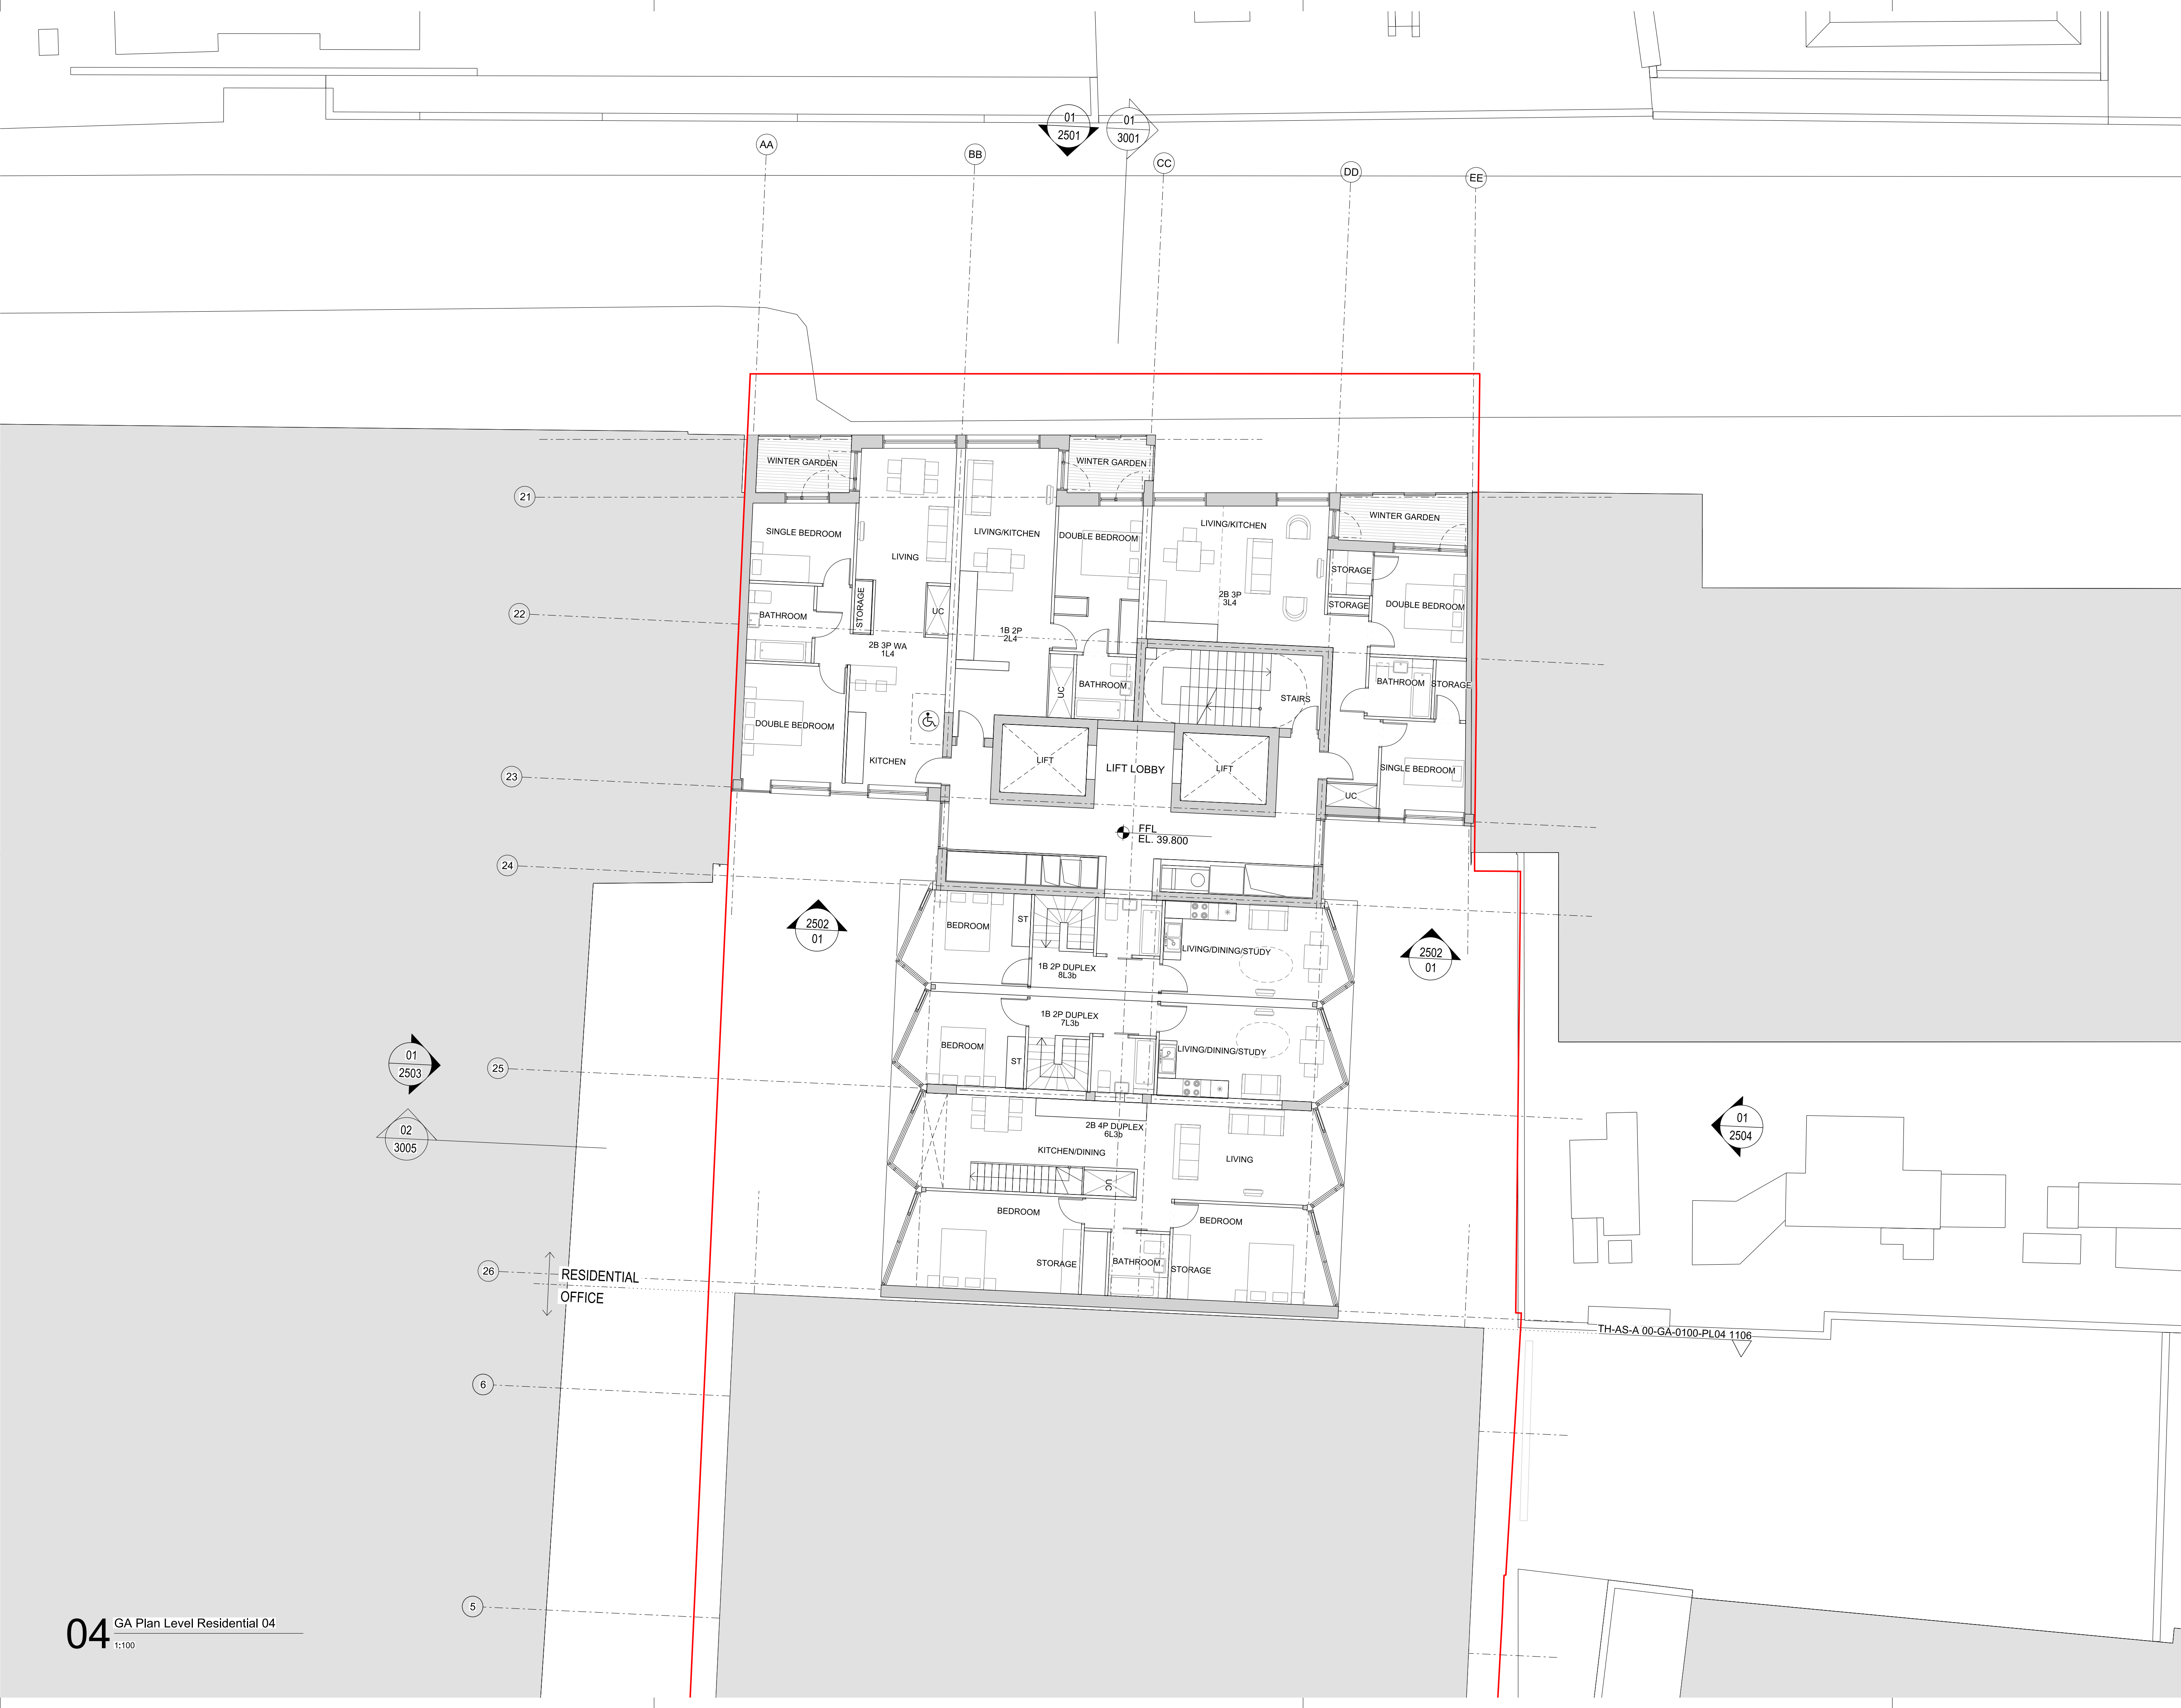 01
2501
01
3001
AA
BB
CC
DD
EE
WINTER GARDEN
WINTER GARDEN
21
WINTER GARDEN
SINGLE BEDROOM
LIVING
LIVING/KITCHEN
DOUBLE BEDROOM
LIVING/KITCHEN
STORAGE
STORAGE
DOUBLE BEDROOM
2B 3P
3L4
22
BATHROOM
STORAGE
UC
1B 2P
2L4
2B 3P WA
1L4
UC
BATHROOM
STAIRS
BATHROOM
STORAGE
DOUBLE BEDROOM
KITCHEN
LIFT
LIFT LOBBY
LIFT
SINGLE BEDROOM
23
UC
FFL
EL. 39.800
24
2502
01
BEDROOM
ST
LIVING/DINING/STUDY
1B 2P DUPLEX
8L3b
2502
01
1B 2P DUPLEX
7L3b
BEDROOM
ST
LIVING/DINING/STUDY
01
2503
25
02
3005
2B 4P DUPLEX
6L3b
KITCHEN/DINING
LIVING
UC
01
2504
BEDROOM
BEDROOM
STORAGE
BATHROOM
STORAGE
26
RESIDENTIAL
OFFICE
TH-AS-A 00-GA-0100-PL04 1106
6
5
04
GA Plan Level Residential 04
1:100